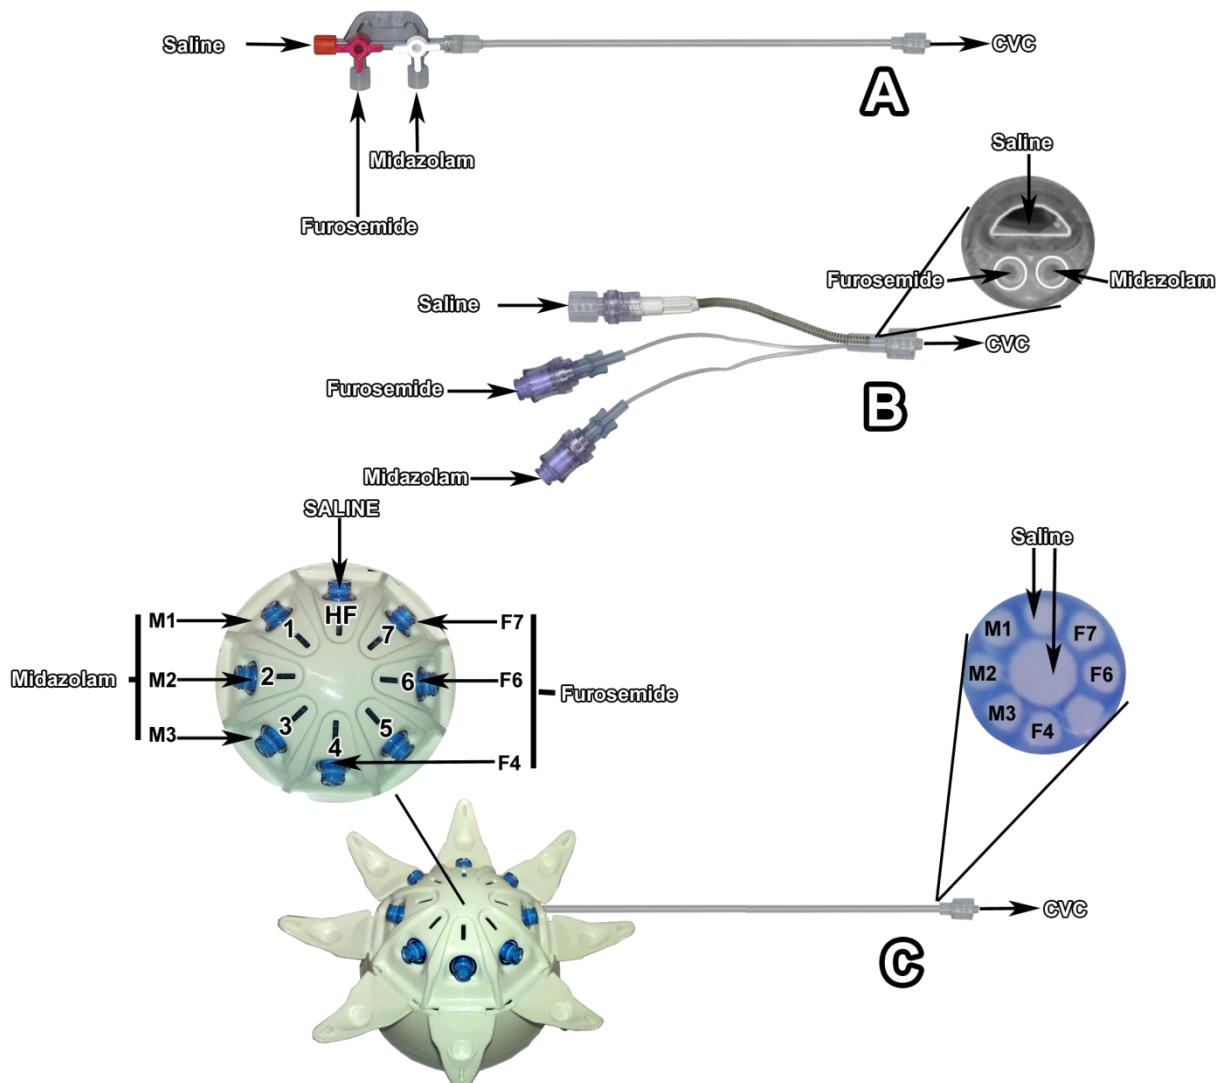 Saline
CVC
A
Midazolam
Furosemide
Saline
Furosemide
Midazolam
Saline
CVC
Furosemide
B
Midazolam
SALINE
Saline
HF
M1
1
7
F7
M1
F7
Midazolam
M2
2
6
F6
Furosemide
M2
F6
M3
3
5
M3
4
F4
F4
CVC
C